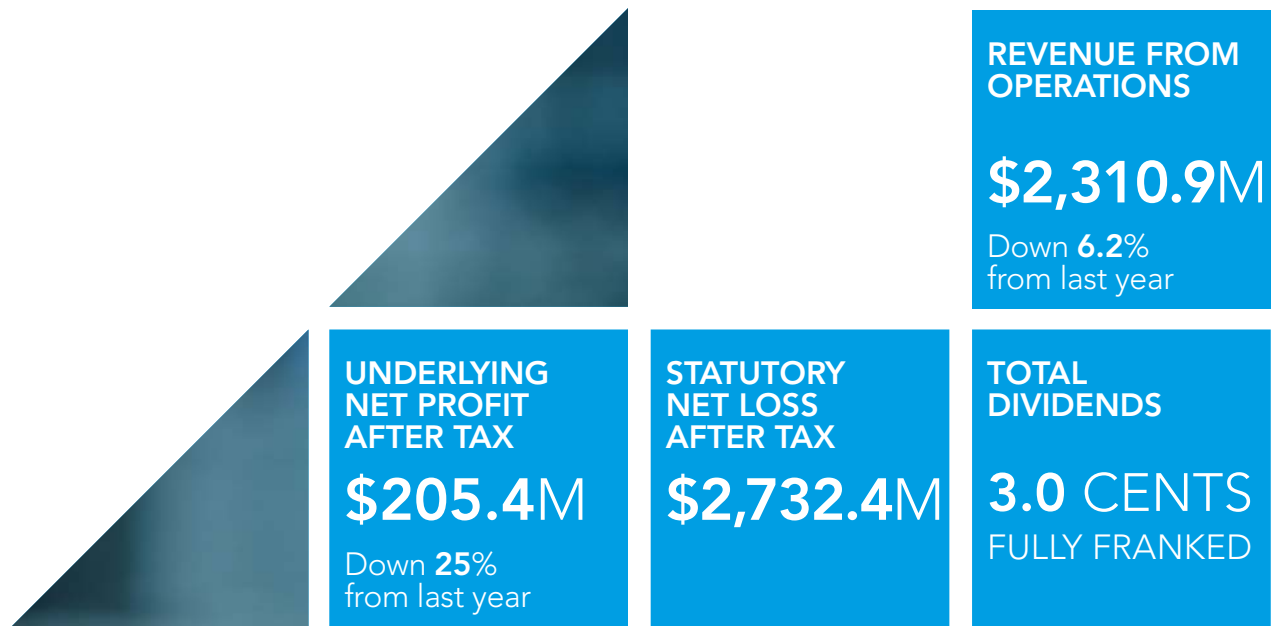 REVENUE FROM
OPERATIONS
$2,310.9M
Down 6.2%
from last year
UNDERLYING
NET PROFIT
AFTER TAX
$205.4M
Down 25%
from last year
STATUTORY
NET LOSS
AFTER TAX
$2,732.4M
TOTAL
DIVIDENDS
3.0 CENTS
FULLY FRANKED